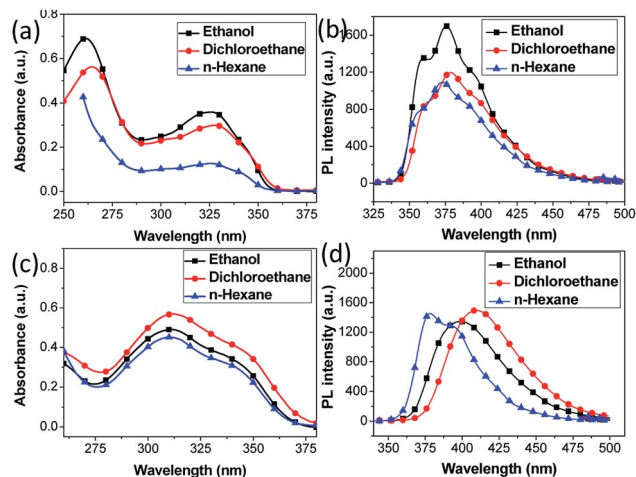 (a)
Absorbance (a.u.)
0.8
0.6
0.4
0.2
0.0
Ethanol
Dichloroethane
n-Hexane
250 275 300 325 350 375
Wavelength (nm)
(b)
PL intensity (a.u.)
1600
1200
800
400
0
Ethanol
Dichloroethane
n-Hexane
325 350 375 400 425 450 475 500
Wavelength (nm)
(c)
Absorbance (a.u.)
0.8
0.6
0.4
0.2
0.0
Ethanol
Dichloroethane
n-Hexane
275 300 325 350 375
Wavelength (nm)
(d)
PL intensity (a.u.)
2000
1600
1200
800
400
0
Ethanol
Dichloroethane
n-Hexane
350 375 400 425 450 475 500
Wavelength (nm)